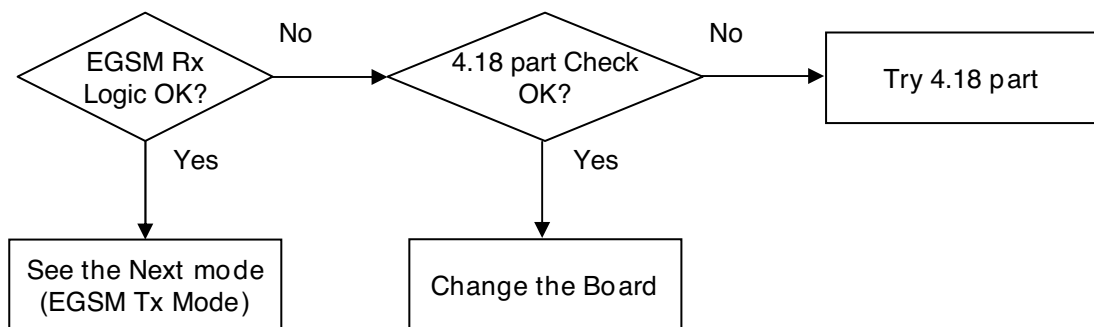 No
No
EGSM Rx
Logic OK?
4.18 part Check
OK?
Try 4.18 part
Yes
Yes
See the Next mode
(EGSM Tx Mode)
Change the Board